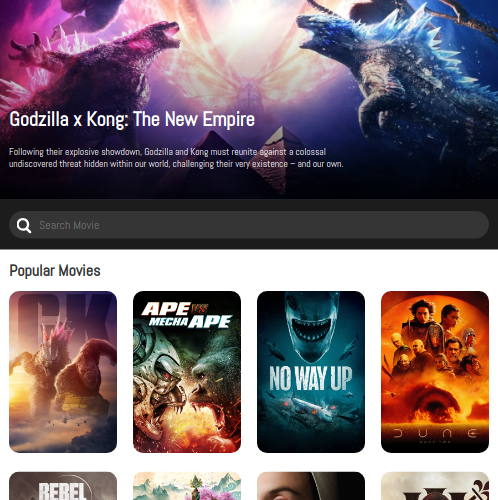 Godzilla x Kong: The New Empire
Following their explosive showdown, Godzilla and Kong must reunite against a colossal
undiscovered threat hidden within our world, challenging their very existence – and our own.
Search Movie
Popular Movies
APE
MECHA APE
NO WAY UP
DUNE
REBEL